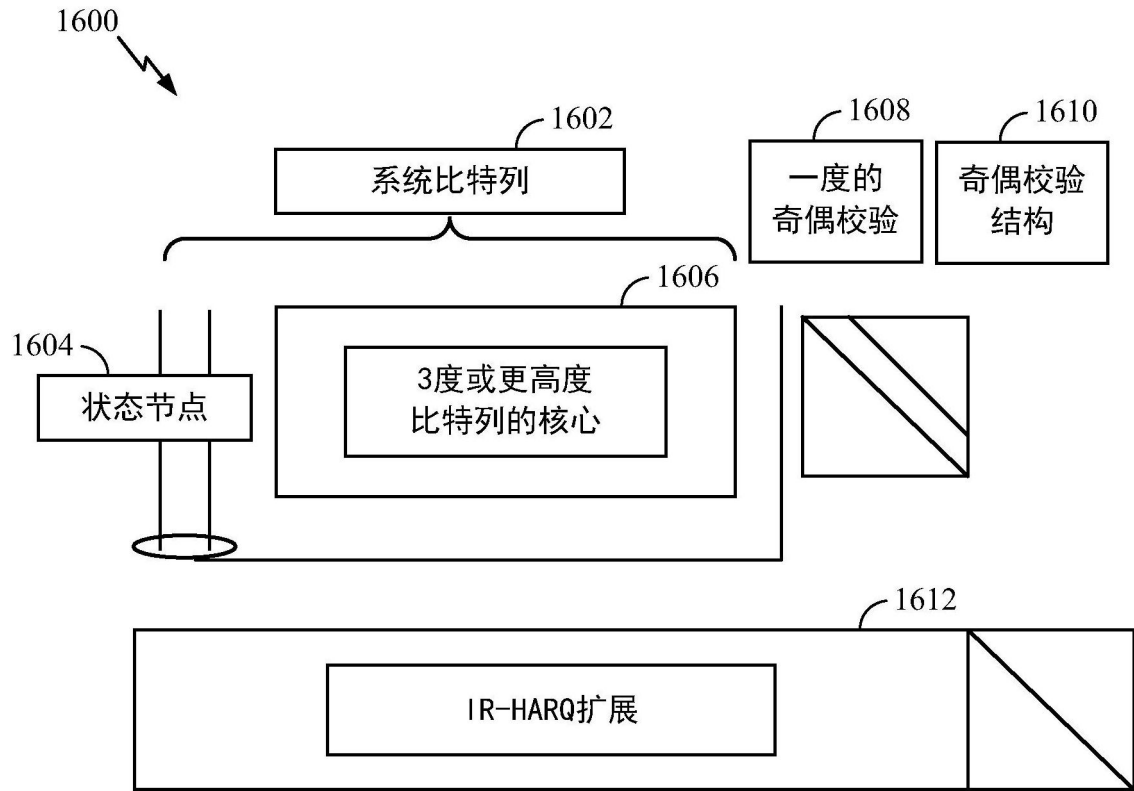 1600
1602
系统比特列
1608
一度的
奇偶校验
1610
奇偶校验
结构
1606
3度或更高度
比特列的核心
1604
状态节点
1612
IR-HARQ扩展